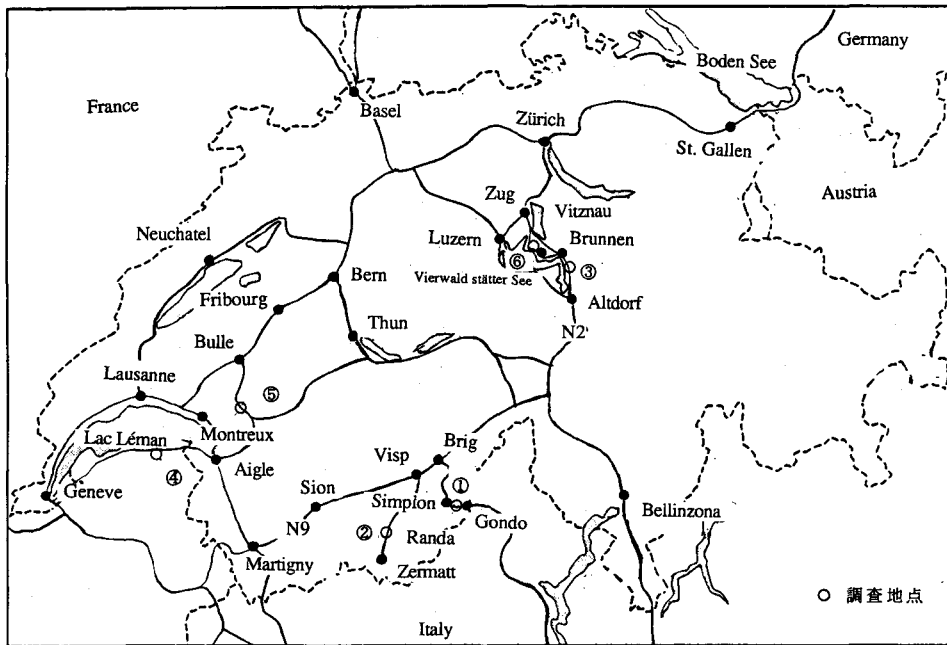 Germany
Boden See
France
Basel
Zürich
St. Gallen
Austria
Zug
Vitznau
Neuchatel
Luzern
Brunnen
⑥
③
Bern
Vierwald stätter See
Fribourg
Altdorf
N2
Thun
Bulle
Lausanne
⑤
Montreux
Lac Léman
Brig
Aigle
Visp
④
①
Geneve
Sion
Simplon
Bellinzona
Gondo
N9
②
Randa
Martigny
Zermatt
○ 調査地点
Italy